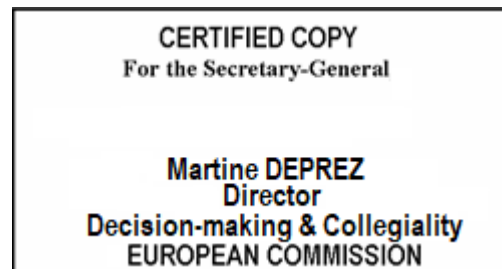 CERTIFIED COPY
For the Secretary-General
Martine DEPREZ
Director
Decision-making & Collegiality
EUROPEAN COMMISSION